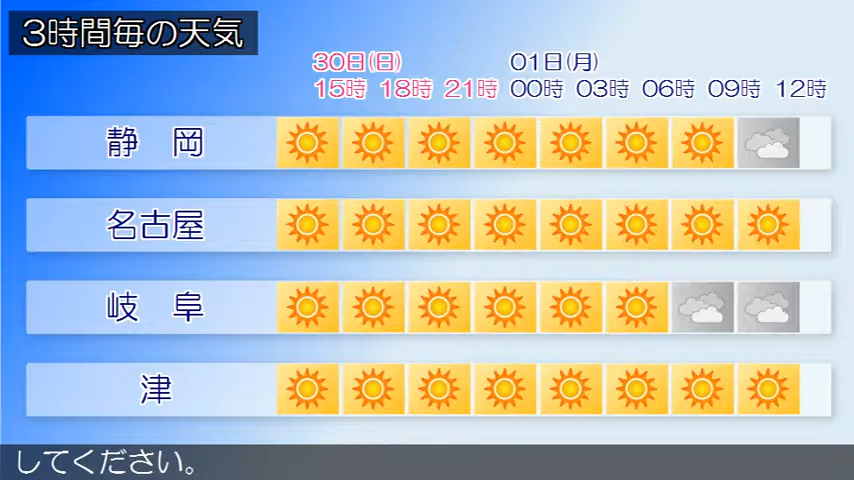 3時間毎の天気
30日(日) 01日(月)
15時 18時 21時 00時 03時 06時 09時 12時
静 岡
名古屋
岐 阜
津
してください。